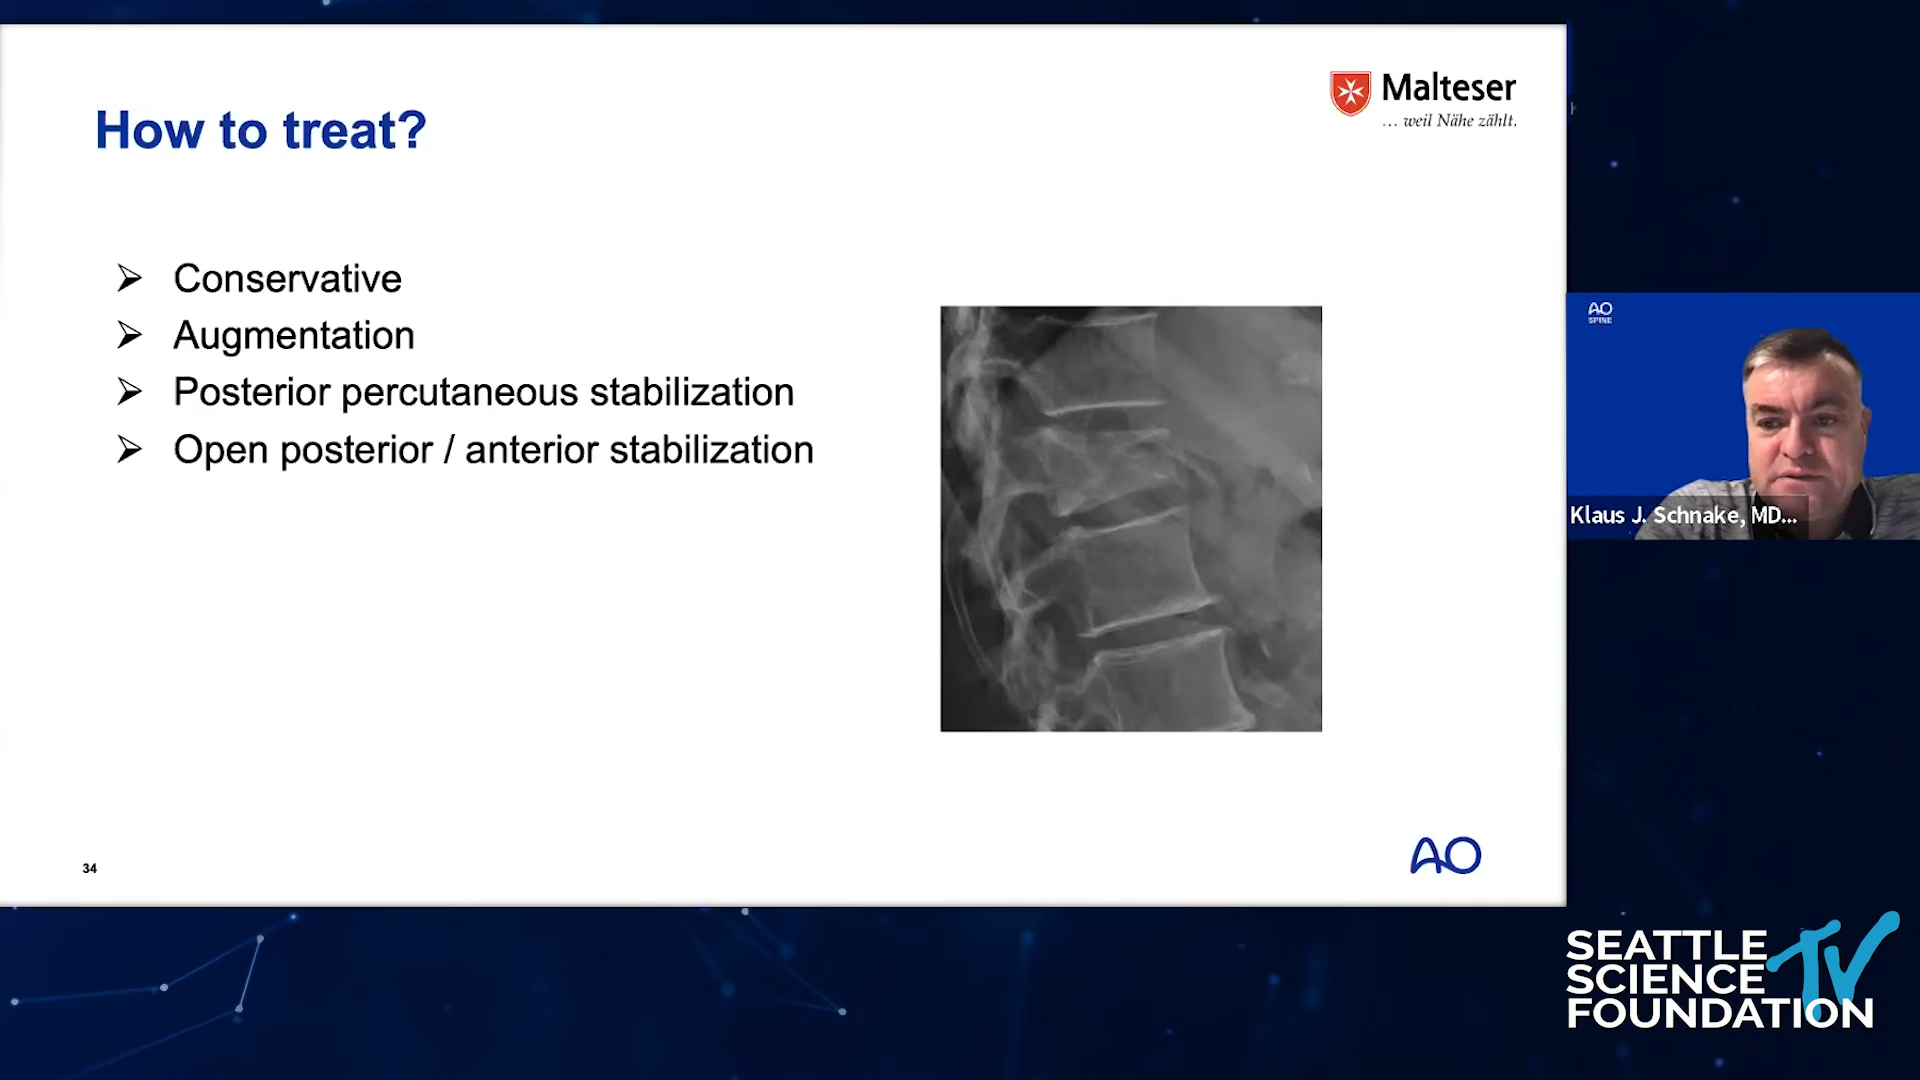 How to treat?
Malteser
... weil Nähe zählt.
Conservative
Augmentation
Posterior percutaneous stabilization
Open posterior / anterior stabilization
34
AO
AO
SPINE
Klaus J. Schnake, MD...
SEATTLE
SCIENCE TV
FOUNDATION